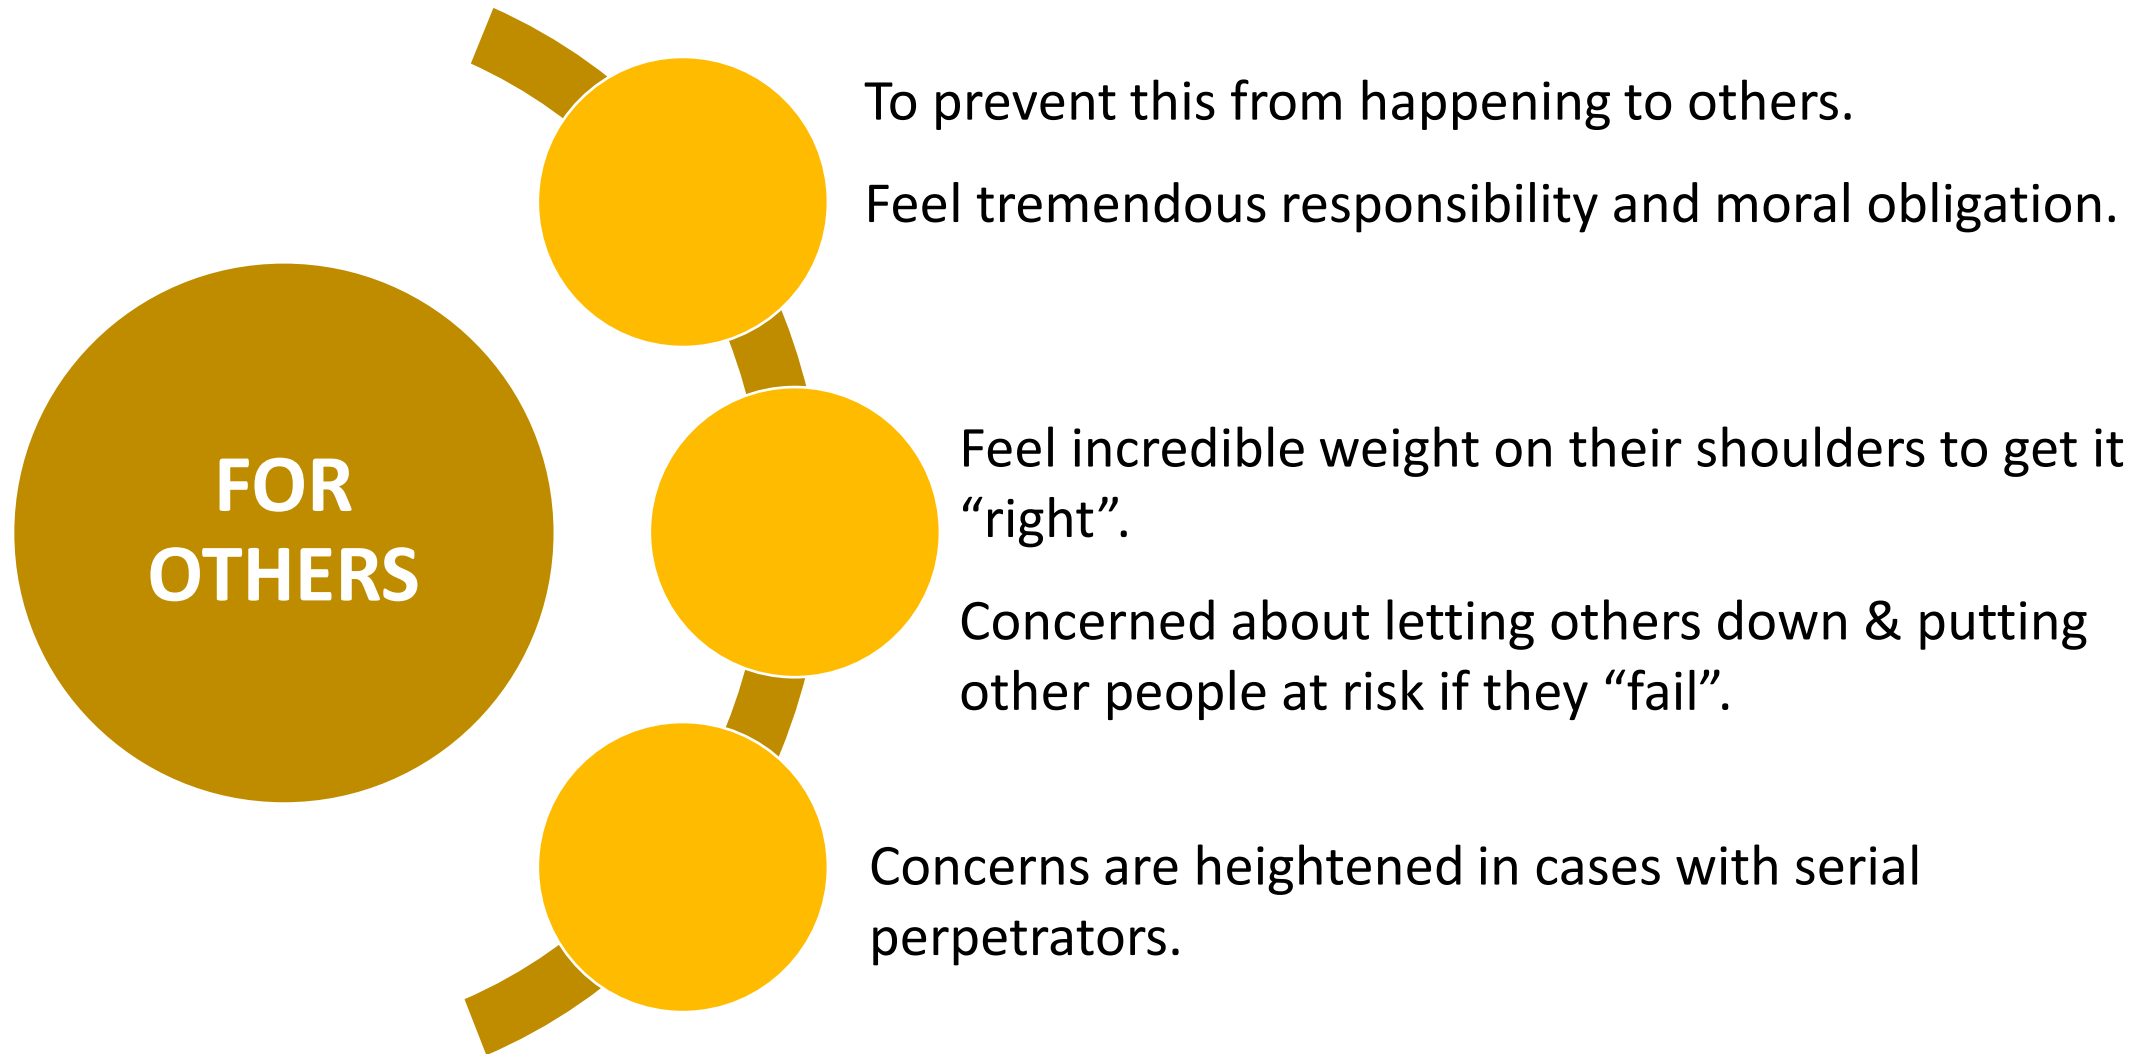 FOR
OTHERS
To prevent this from happening to others.
Feel tremendous responsibility and moral obligation.
Feel incredible weight on their shoulders to get it
“right”.
Concerned about letting others down & putting
other people at risk if they “fail”.
Concerns are heightened in cases with serial
perpetrators.